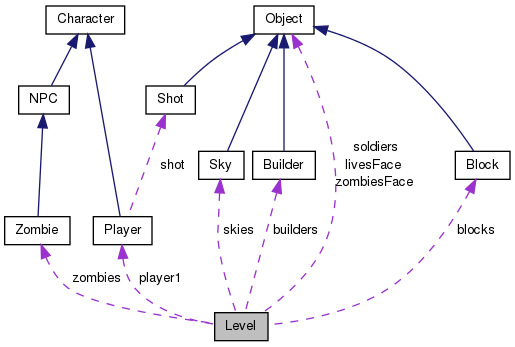 Character
Object
NPC
Shot
soldiers
livesFace
zombiesFace
shot
Sky
Builder
Block
Zombie
Player
skies
builders
blocks
zombies
player1
Level